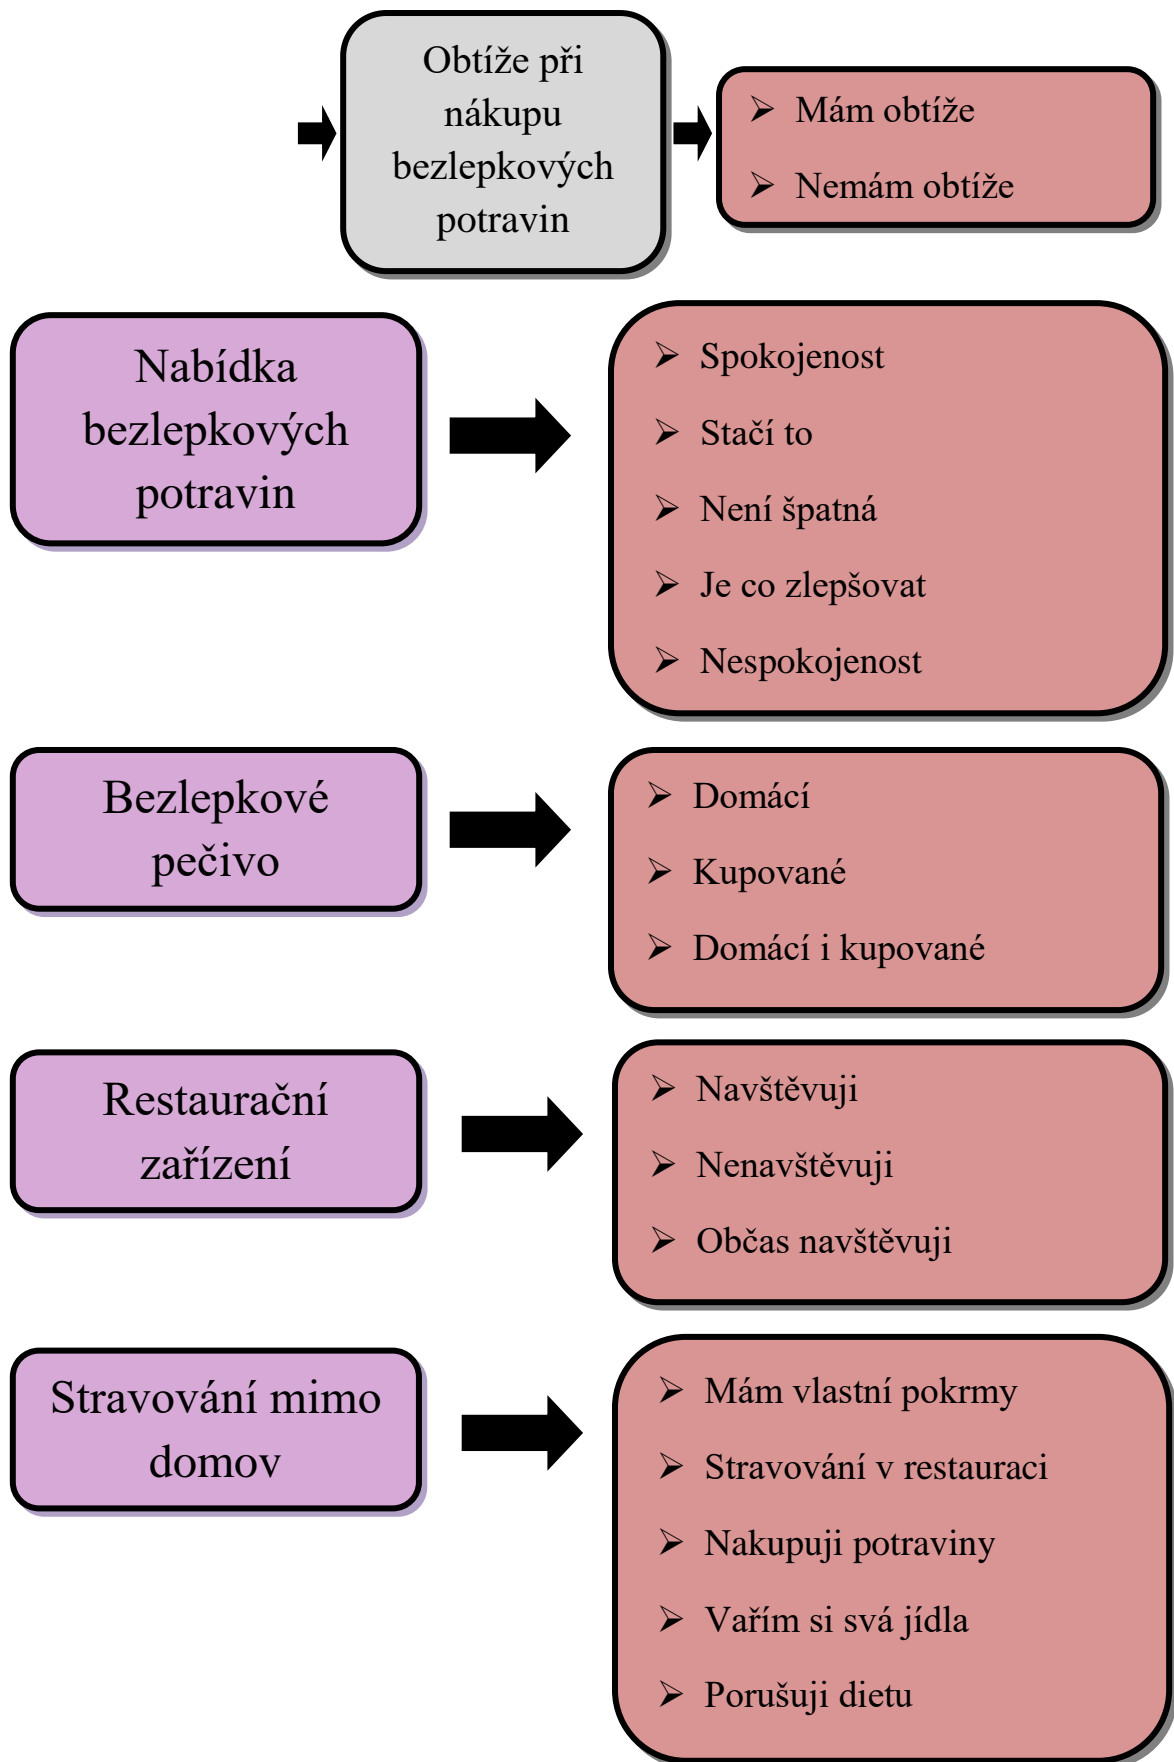 Obtíže při
nákupu
bezlepkových
potravin
➢ Mám obtíže
➢ Nemám obtíže
Nabídka
bezlepkových
potravin
➢ Spokojenost
➢ Stačí to
➢ Není špatná
➢ Je co zlepšovat
➢ Nespokojenost
Bezlepkové
pečivo
➢ Domácí
➢ Kupované
➢ Domácí i kupované
Restaurační
zařízení
➢ Navštěvuji
➢ Nenavštěvuji
➢ Občas navštěvuji
Stravování mimo
domov
➢ Mám vlastní pokrmy
➢ Stravování v restauraci
➢ Nakupuji potraviny
➢ Vařím si svá jídla
➢ Porušuji dietu